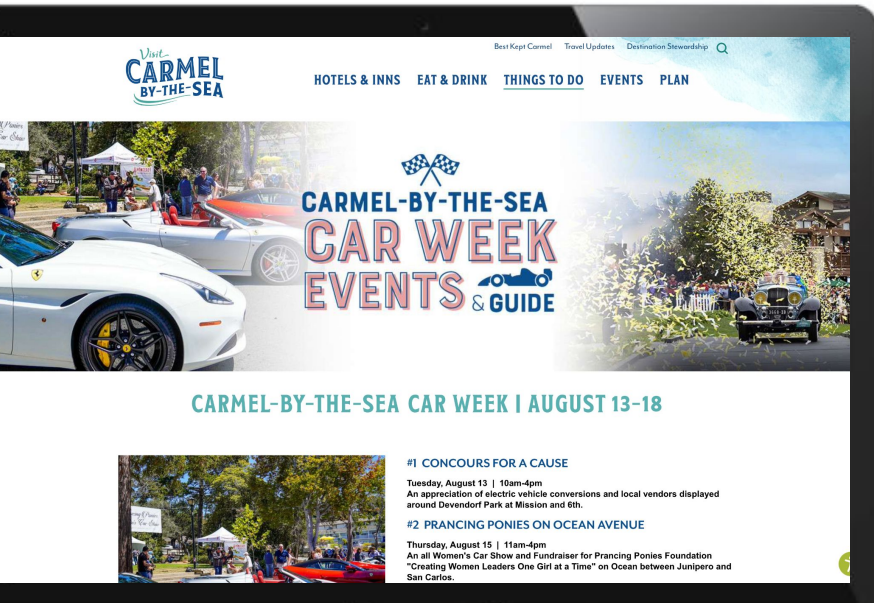 Best Kept Carmel Travel Updates Destination Stewardship
Visit
CARMEL
BY-THE-SEA
HOTELS & INNS EAT & DRINK THINGS TO DO EVENTS PLAN
CARMEL-BY-THE-SEA
CAR WEEK
EVENTS
& GUIDE
CARMEL-BY-THE-SEA CAR WEEK | AUGUST 13-18
#1 CONCOURS FOR A CAUSE
Tuesday, August 13 | 10am-4pm
An appreciation of electric vehicle conversions and local vendors displayed
around Devendorf Park at Mission and 6th.
#2 PRANCING PONIES ON OCEAN AVENUE
Thursday, August 15 | 11am-4pm
An all Women's Car Show and Fundraiser for Prancing Ponies Foundation
"Creating Women Leaders One Girl at a Time" on Ocean between Junipero and
San Carlos.